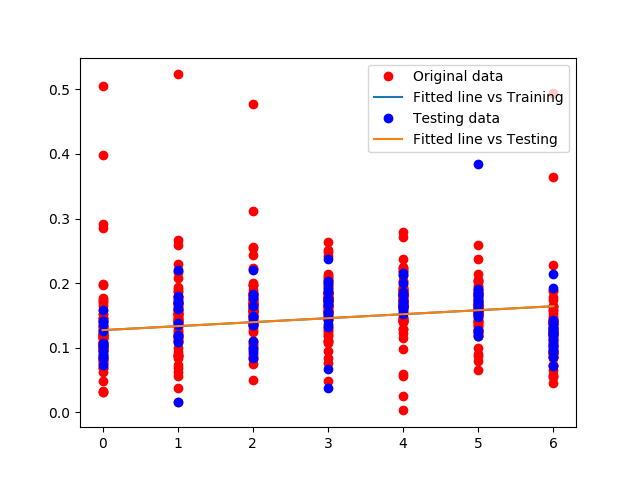 0.5
0.4
0.3
0.2
0.1
0.0
0 1 2 3 4 5 6
Original data
Fitted line vs Training
Testing data
Fitted line vs Testing